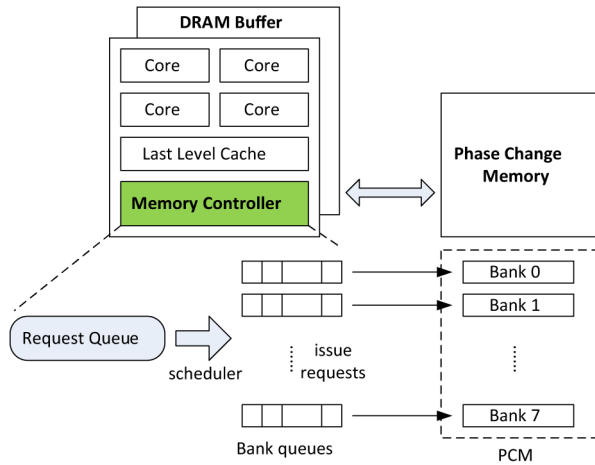 DRAM Buffer
Core
Core
Core
Core
Last Level Cache
Memory Controller
Phase Change
Memory
Request Queue
scheduler
issue
requests
Bank queues
Bank 0
Bank 1
Bank 7
PCM